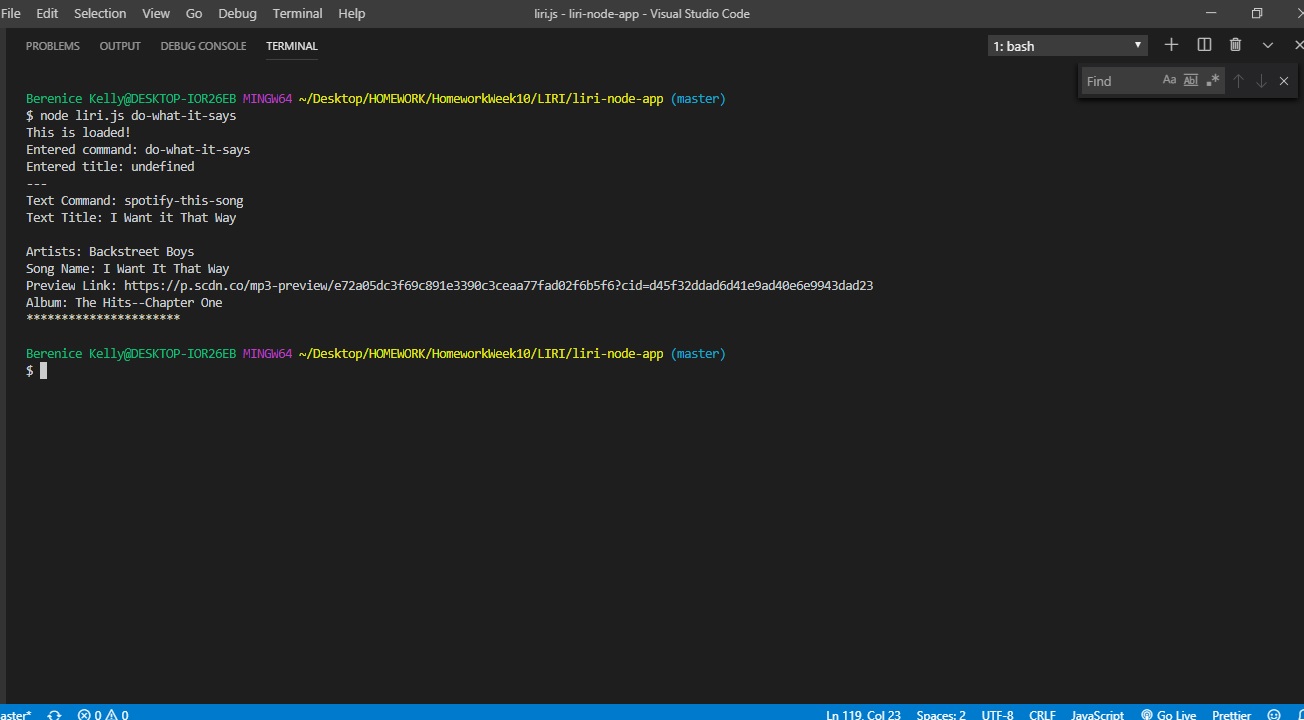 File Edit Selection View Go Debug Terminal Help liri.js - liri-node-app - Visual Studio Code
PROBLEMS OUTPUT DEBUG CONSOLE TERMINAL 1: bash
Find Aa Abl .*
Berenice Kelly@DESKTOP-IOR26EB MINGW64 ~/Desktop/HOMEWORK/HomeworkWeek10/LIRI/liri-node-app (master)
$ node liri.js do-what-it-says
This is loaded!
Entered command: do-what-it-says
Entered title: undefined
---
Text Command: spotify-this-song
Text Title: I Want it That Way
Artists: Backstreet Boys
Song Name: I Want It That Way
Preview Link: https://p.scdn.co/mp3-preview/e72a05dc3f69c891e3390c3ceaa77fad02f6b5f6?cid=d45f32ddad6d41e9ad40e6e9943dad23
Album: The Hits--Chapter One
**********************
Berenice Kelly@DESKTOP-IOR26EB MINGW64 ~/Desktop/HOMEWORK/HomeworkWeek10/LIRI/liri-node-app (master)
$
aster* 0 0 Ln 119, Col 23 Spaces: 2 UTF-8 CRLF JavaScript Go Live Prettier